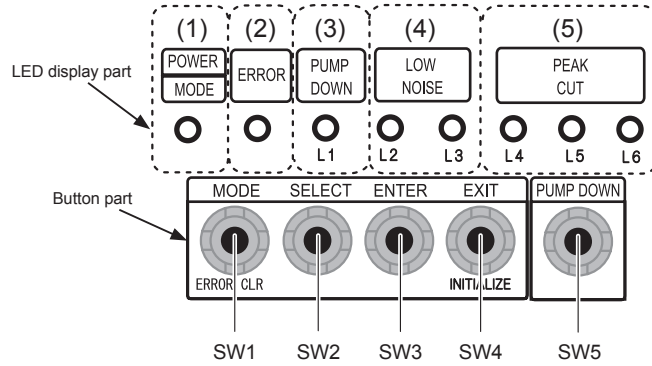 (1) (2) (3) (4) (5)
POWER
MODE
ERROR
PUMP
DOWN
LOW
NOISE
PEAK
CUT
LED display part
L1 L2 L3 L4 L5 L6
Button part
MODE SELECT ENTER EXIT PUMP DOWN
ERROR CLR INITIALIZE
SW1 SW2 SW3 SW4 SW5